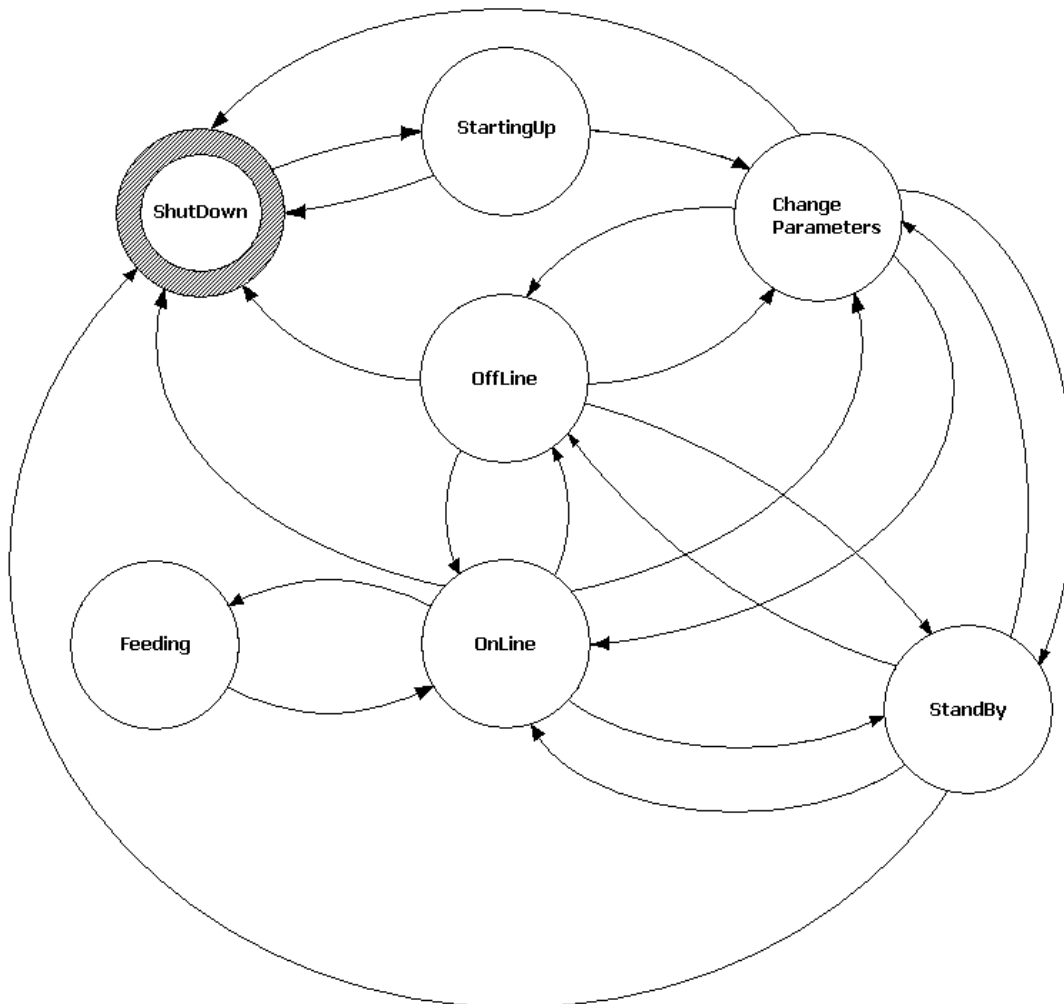 StartingUp
ShutDown
Change
Parameters
OffLine
Feeding
OnLine
StandBy